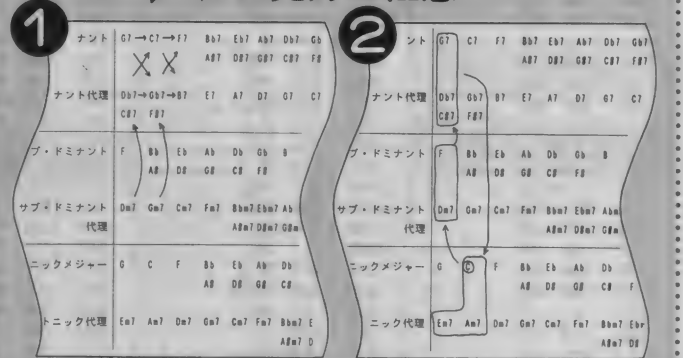 1
ナント G7→C7→F7 Bb7 Eb7 Ab7 Db7 Gb
A#7 D#7 G#7 C#7 F#
ナント代理 Db7→Gb7→B7 E7 A7 D7 G7 C7
C#7 F#7
ブ・ドミナント F Bb Eb Ab Db Gb B
A# D# G# C# F#
サブ・ドミナント Dm7 Gm7 Cm7 Fm7 Bbm7 Ebm7 Ab
代理 A#m7 D#m7 G#m
ニックメジャー G C F Bb Eb Ab Db
A# D# G# C#
トニック代理 Em7 Am7 Dm7 Gm7 Cm7 Fm7 Bbm7 E
A#m7 D
2
ント G7 C7 F7 Bb7 Eb7 Ab7 Db7 Gb7
A#7 D#7 G#7 C#7 F#7
ナント代理 Db7 Gb7 B7 E7 A7 D7 G7 C7
C#7 F#7
ブ・ドミナント F Bb Eb Ab Db Gb B
A# D# G# C# F#
サブ・ドミナント Dm7 Gm7 Cm7 Fm7 Bbm7 Ebm7 Abm
代理 A#m7 D#m7 G#m
ニックメジャー G C F Bb Eb Ab Db
A# D# G# C# F
ニック代理 Em7 Am7 Dm7 Gm7 Cm7 Fm7 Bbm7 Eb
A#m7 D#